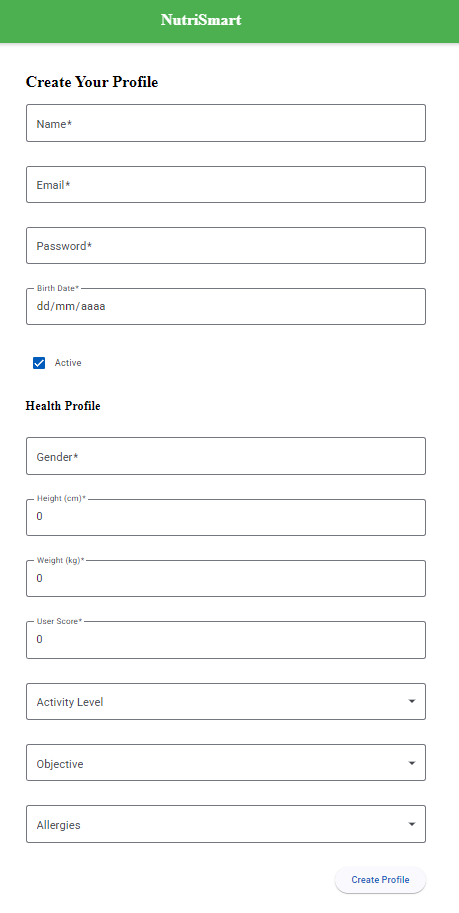 NutriSmart
Create Your Profile
Name*
Email*
Password*
Birth Date*
dd/mm/aaaa
Active
Health Profile
Gender*
Height (cm)*
0
Weight (kg)*
0
User Score*
0
Activity Level
Objective
Allergies
Create Profile